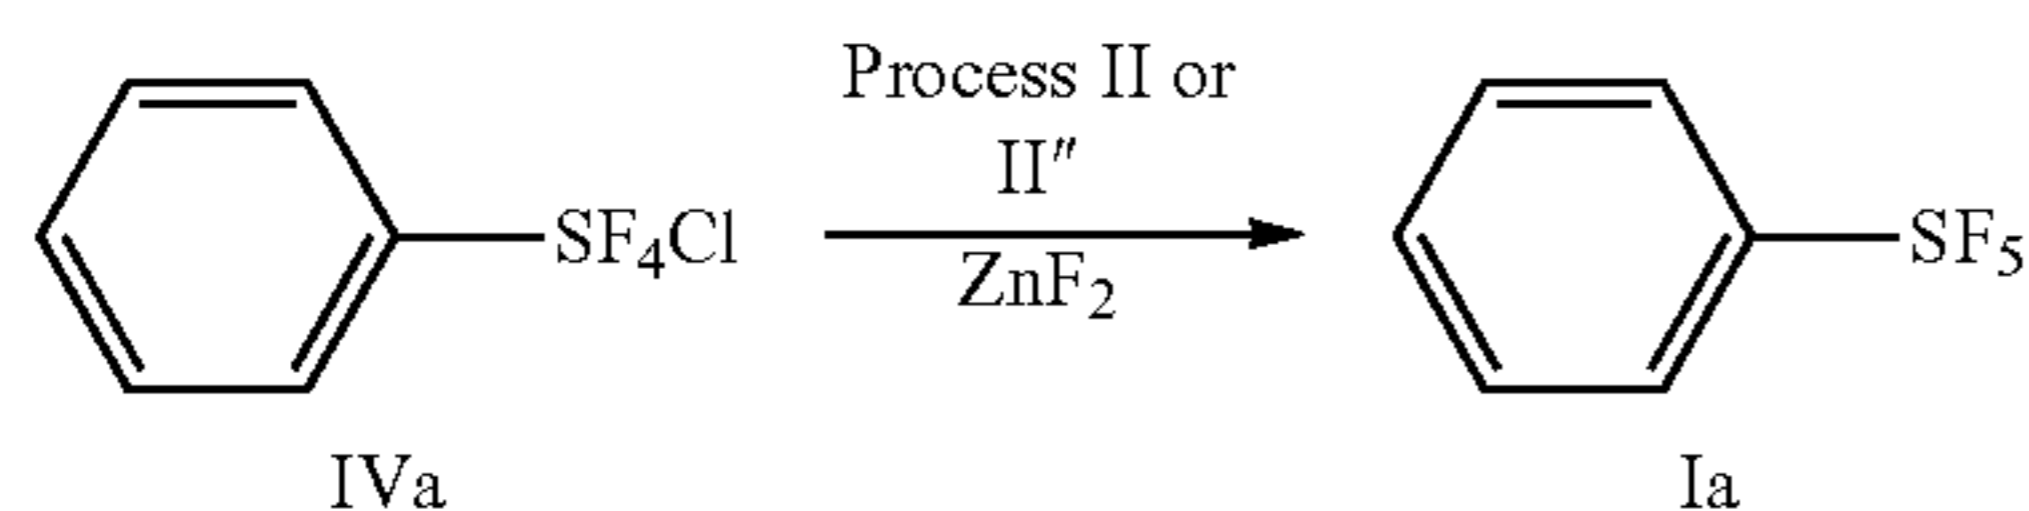 Process II or
II″
SF₄Cl
ZnF₂
SF₅
IVa
Ia